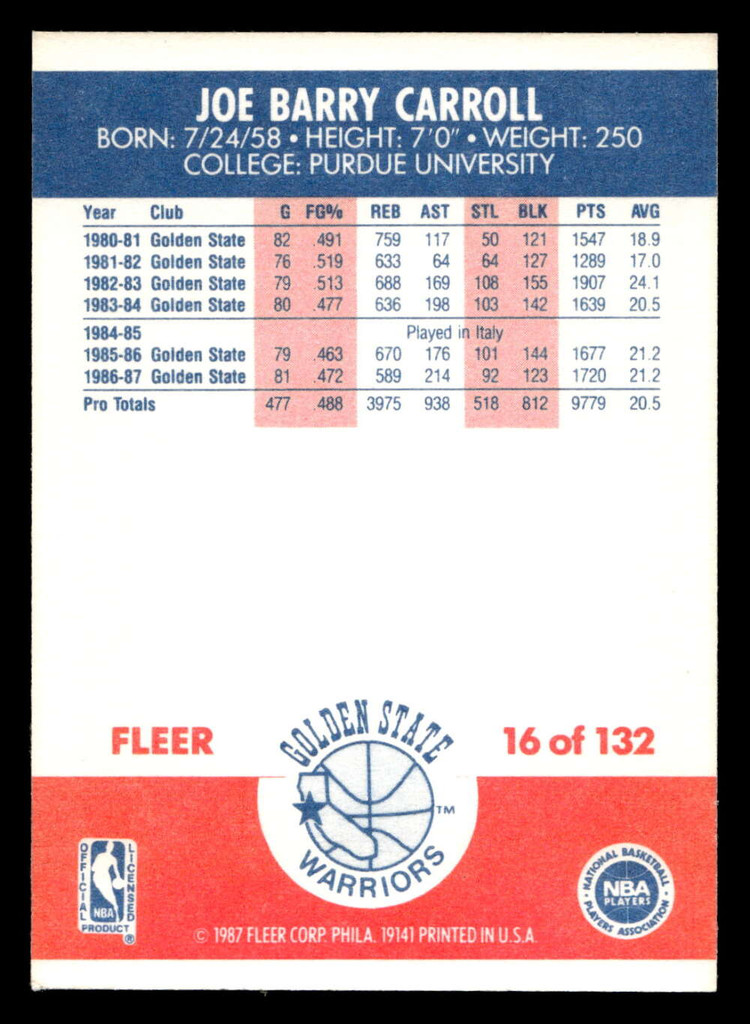 JOE BARRY CARROLL
BORN: 7/24/58 • HEIGHT: 7'0" • WEIGHT: 250
COLLEGE: PURDUE UNIVERSITY
Year Club G FG% REB AST STL BLK PTS AVG
1980-81 Golden State 82 .491 759 117 50 121 1547 18.9
1981-82 Golden State 76 .519 633 64 64 127 1289 17.0
1982-83 Golden State 79 .513 688 169 108 155 1907 24.1
1983-84 Golden State 80 .477 636 198 103 142 1639 20.5
1984-85 Played in Italy
1985-86 Golden State 79 .463 670 176 101 144 1677 21.2
1986-87 Golden State 81 .472 589 214 92 123 1720 21.2
Pro Totals 477 .488 3975 938 518 812 9779 20.5
FLEER
GOLDEN STATE
WARRIORS
TM
16 of 132
OFFICIAL
LICENSED
NBA
PRODUCT ®
NATIONAL BASKETBALL
NBA
PLAYERS
PLAYERS ASSOCIATION
© 1987 FLEER CORP. PHILA. 19141 PRINTED IN U.S.A.